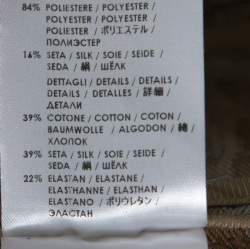 84% POLIESTERE / POLYESTER /
POLYESTER / POLYESTER /
POLYESTER / ポリエステル /
ПОЛИЭСТЕР
16% SETA / SILK / SOIE / SEIDE /
SEDA / 絹 / ШЁЛК
DETTAGLI / DETAILS / DETAILS /
DETAILS / DETALLES / 詳細 /
ДЕТАЛИ
39% COTONE / COTTON / COTON /
BAUMWOLLE / ALGODON / 綿 /
ХЛОПОК
39% SETA / SILK / SOIE / SEIDE /
SEDA / 絹 / ШЁЛК
22% ELASTAN / ELASTANE /
ELASTHANNE / ELASTHAN /
ELASTANO / ポリウレタン /
ЭЛАСТАН